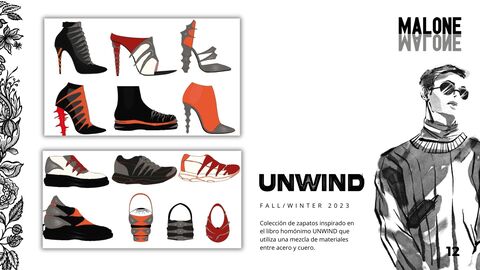 MALONE
MALONE
UNWIND
FALL/WINTER 2023
Colección de zapatos inspirado en
el libro homónimo UNWIND que
utiliza una mezcla de materiales
entre acero y cuero.
12